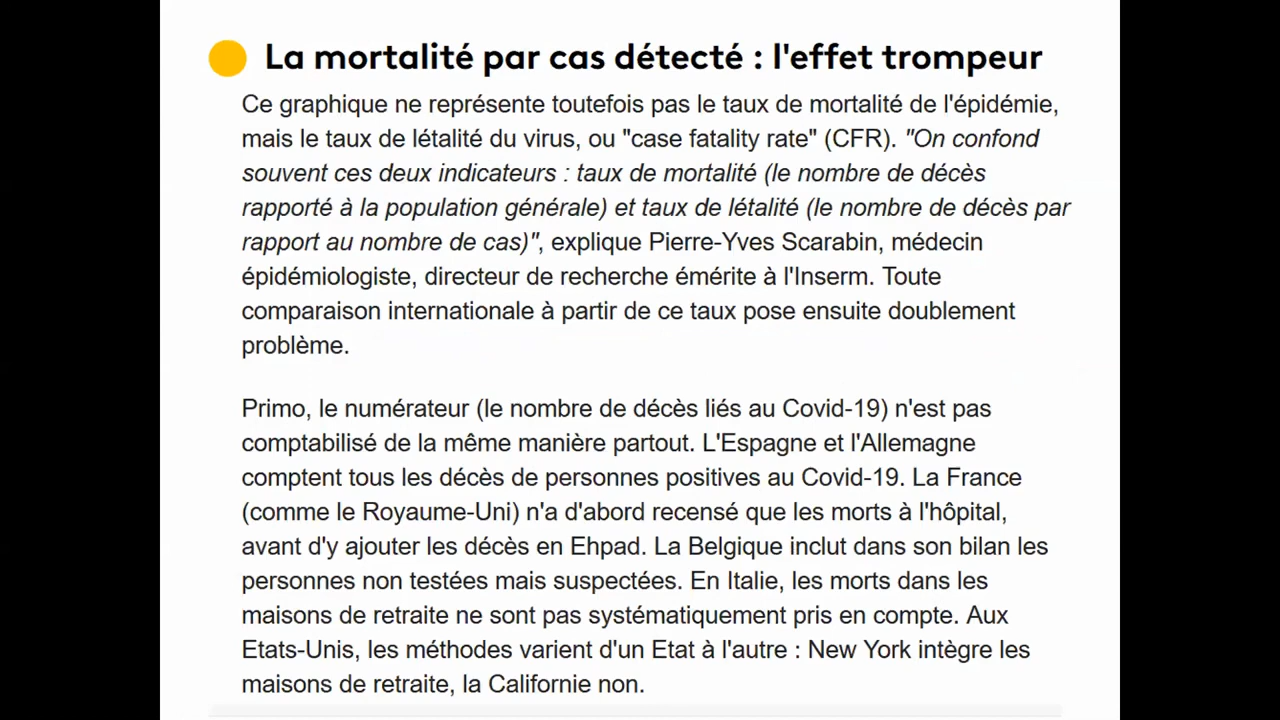 La mortalité par cas détecté : l'effet trompeur
Ce graphique ne représente toutefois pas le taux de mortalité de l'épidémie,
mais le taux de létalité du virus, ou "case fatality rate" (CFR). "On confond
souvent ces deux indicateurs : taux de mortalité (le nombre de décès
rapporté à la population générale) et taux de létalité (le nombre de décès par
rapport au nombre de cas)", explique Pierre-Yves Scarabin, médecin
épidémiologiste, directeur de recherche émérite à l'Inserm. Toute
comparaison internationale à partir de ce taux pose ensuite doublement
problème.
Primo, le numérateur (le nombre de décès liés au Covid-19) n'est pas
comptabilisé de la même manière partout. L'Espagne et l'Allemagne
comptent tous les décès de personnes positives au Covid-19. La France
(comme le Royaume-Uni) n'a d'abord recensé que les morts à l'hôpital,
avant d'y ajouter les décès en Ehpad. La Belgique inclut dans son bilan les
personnes non testées mais suspectées. En Italie, les morts dans les
maisons de retraite ne sont pas systématiquement pris en compte. Aux
Etats-Unis, les méthodes varient d'un Etat à l'autre : New York intègre les
maisons de retraite, la Californie non.